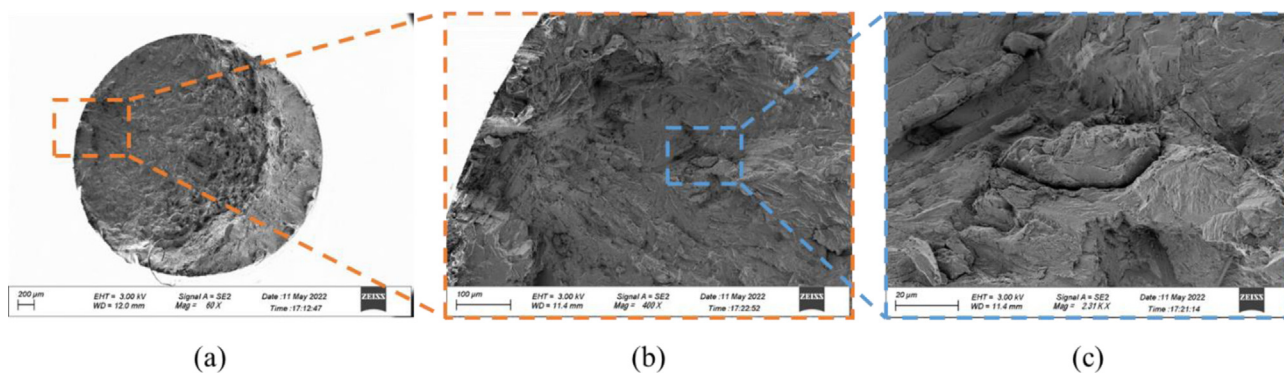 200 µm
EHT = 3.00 kV
WD = 12.0 mm
Signal A = SE2
Mag = 60 X
Date :11 May 2022
Time :17:12:47
ZEISS
100 µm
EHT = 3.00 kV
WD = 11.4 mm
Signal A = SE2
Mag = 400 X
Date :11 May 2022
Time :17:22:52
ZEISS
20 µm
EHT = 3.00 kV
WD = 11.4 mm
Signal A = SE2
Mag = 2.21 K X
Date :11 May 2022
Time :17:21:14
ZEISS
(a)
(b)
(c)